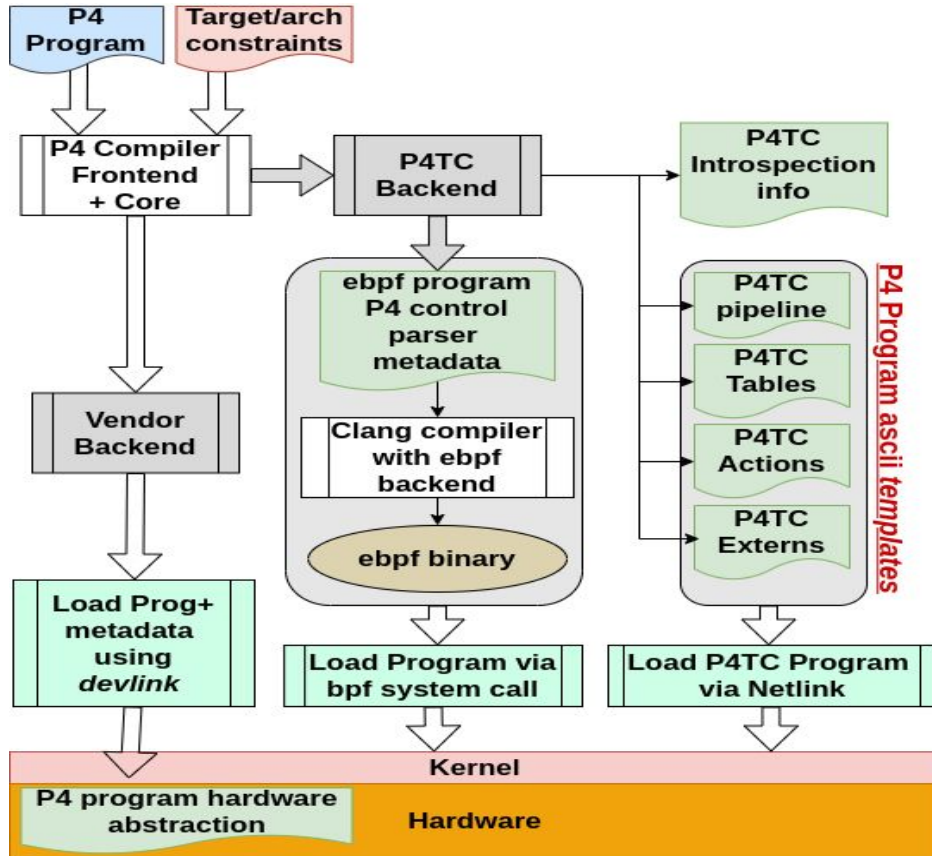 P4
Program
Target/arch
constraints
P4 Compiler
Frontend
+ Core
P4TC
Backend
P4TC
Introspection
info
ebpf program
P4 control
parser
metadata
Clang compiler
with ebpf
backend
ebpf binary
P4TC
pipeline
P4TC
Tables
P4TC
Actions
P4TC
Externs
P4 Program ascii templates
Vendor
Backend
Load Prog+
metadata
using
devlink
Load Program via
bpf system call
Load P4TC Program
via Netlink
Kernel
P4 program hardware
abstraction
Hardware